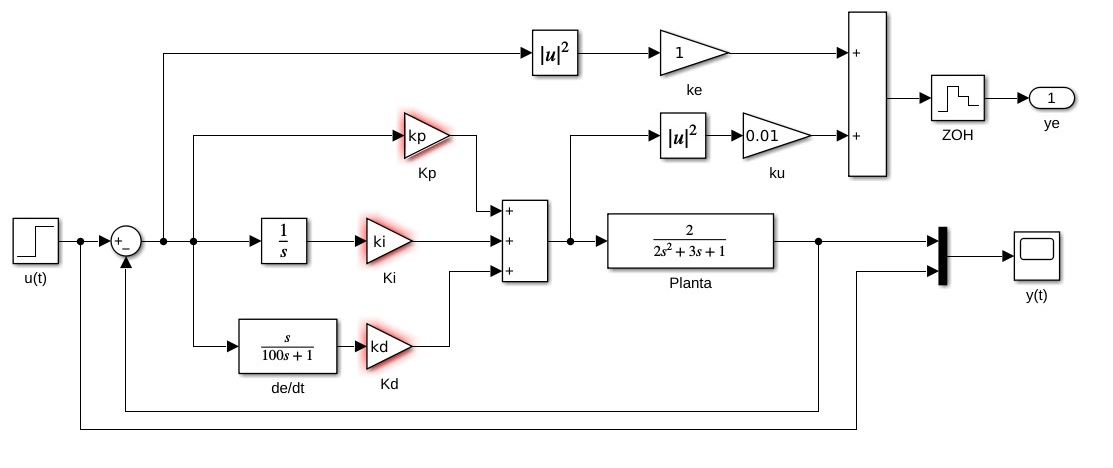 |u|²
1
ke
+
ZOH
1
ye
kp
Kp
|u|²
0.01
ku
+
+
u(t)
+
−
1
s
ki
Ki
+
2
2s² + 3s + 1
Planta
y(t)
+
s
100s + 1
de/dt
kd
Kd